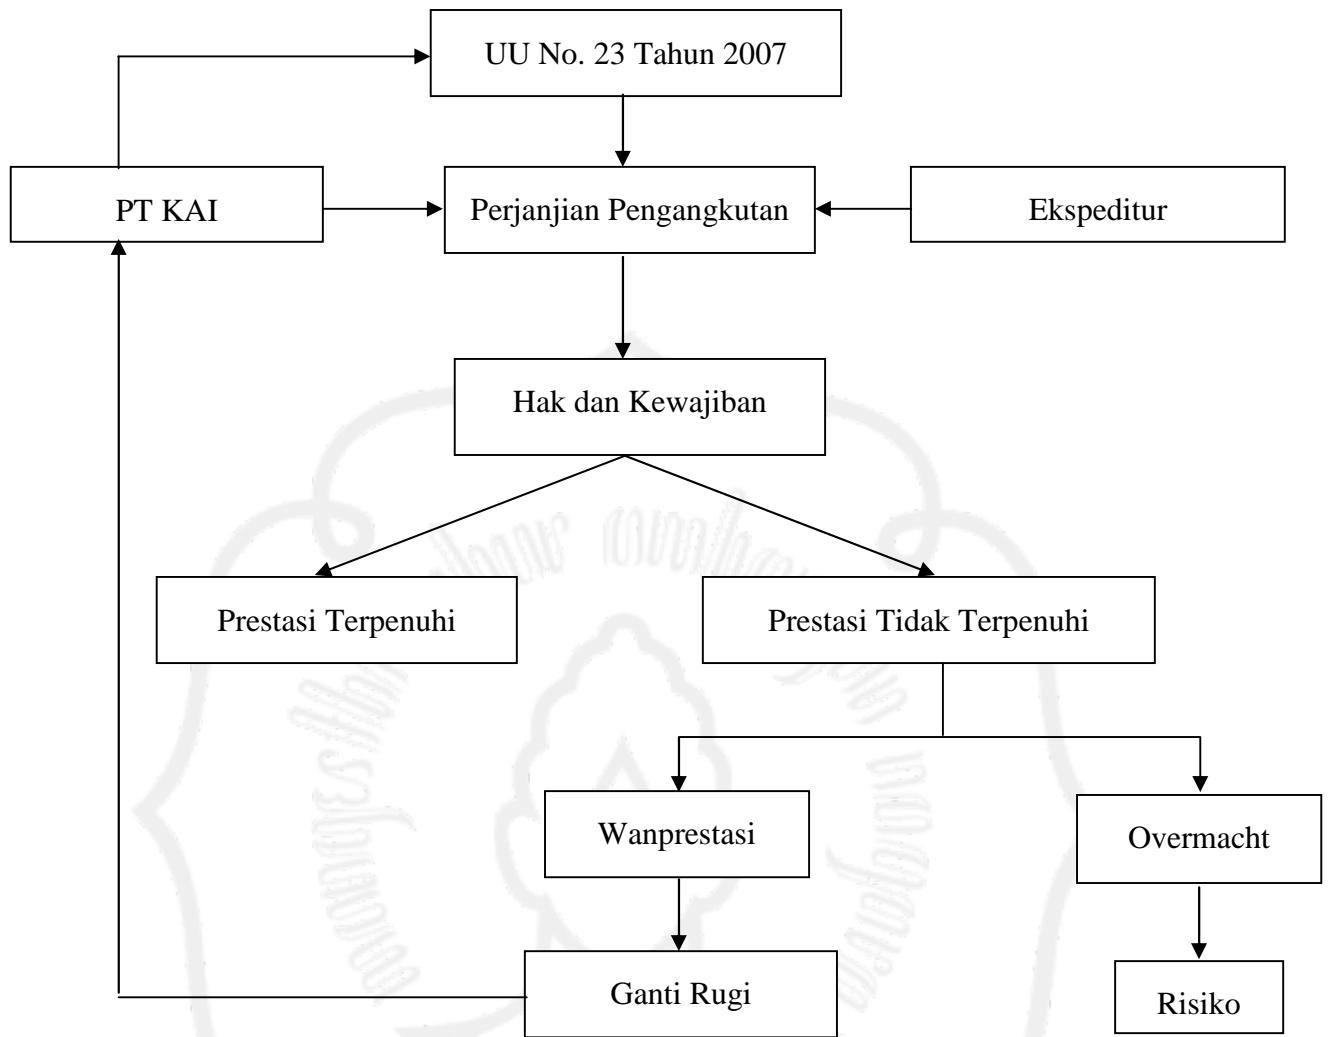 UU No. 23 Tahun 2007
PT KAI
Perjanjian Pengangkutan
Ekspeditur
Hak dan Kewajiban
Prestasi Terpenuhi
Prestasi Tidak Terpenuhi
Wanprestasi
Overmacht
Ganti Rugi
Risiko